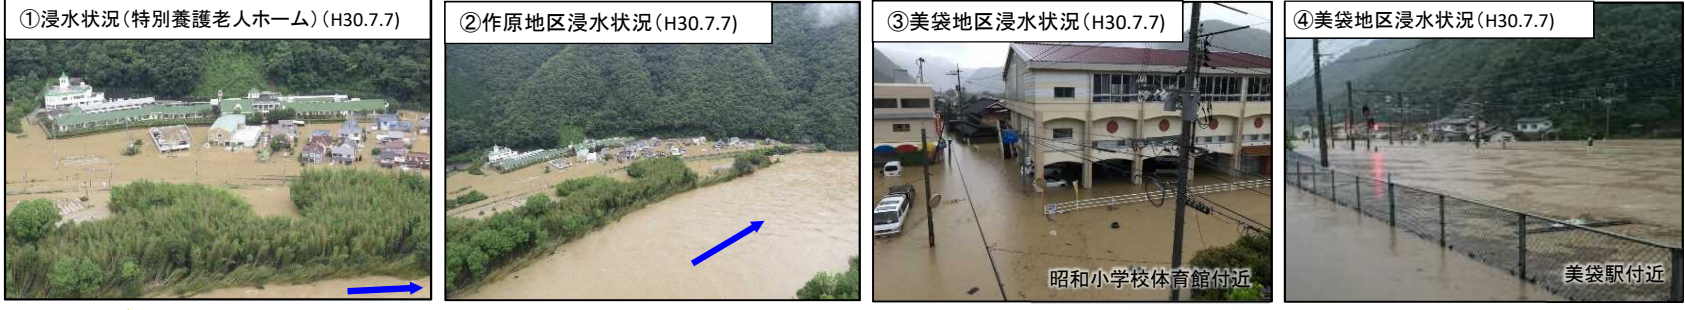 ①浸水状況(特別養護老人ホーム)(H30.7.7)
②作原地区浸水状況(H30.7.7)
③美袋地区浸水状況(H30.7.7)
④美袋地区浸水状況(H30.7.7)
昭和小学校体育館付近
美袋駅付近